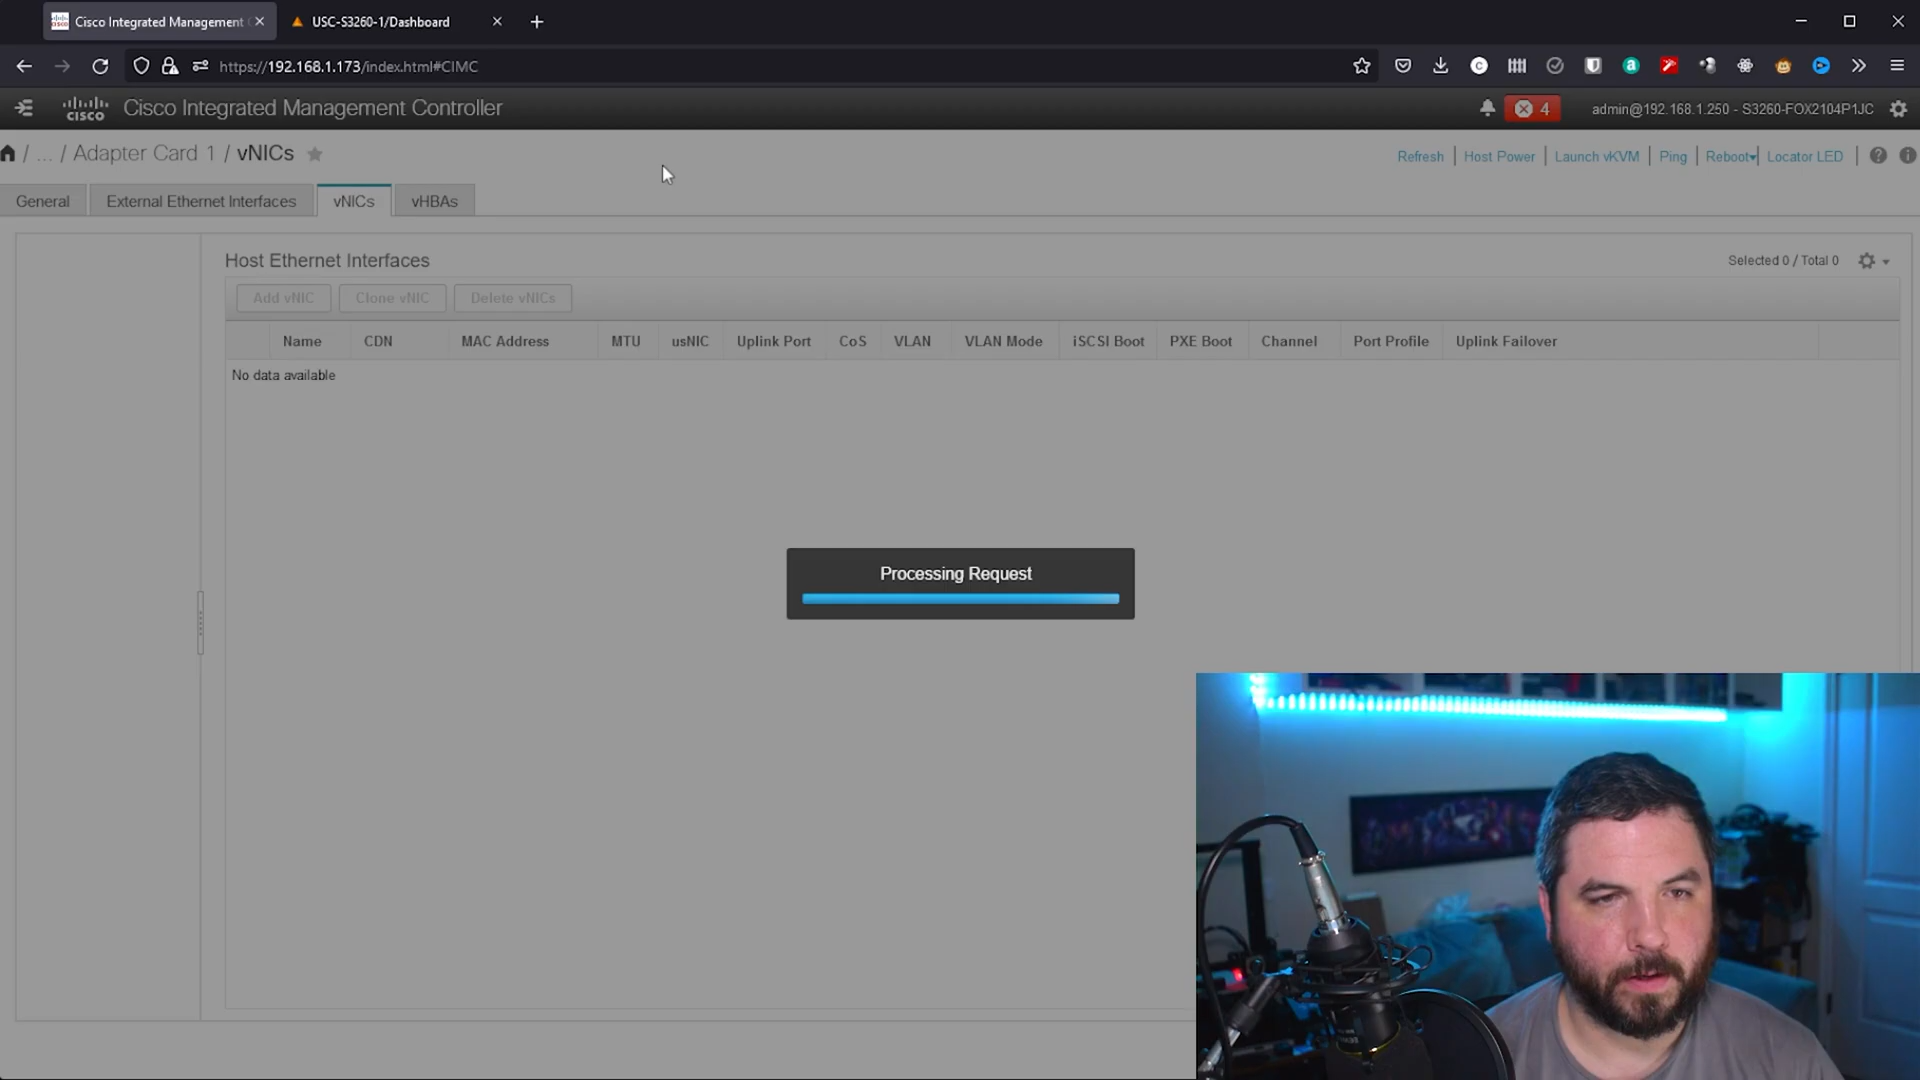 Cisco Integrated Management
USC-S3260-1/Dashboard
https://192.168.1.173/index.html#CIMC
cisco
Cisco Integrated Management Controller
4
admin@192.168.1.250 - S3260-FOX2104P1JC
/ ... / Adapter Card 1 / vNICs
Refresh
Host Power
Launch vKVM
Ping
Reboot
Locator LED
General
External Ethernet Interfaces
vNICs
vHBAs
Host Ethernet Interfaces
Selected 0 / Total 0
Add vNIC
Clone vNIC
Delete vNICs
Name
CDN
MAC Address
MTU
usNIC
Uplink Port
CoS
VLAN
VLAN Mode
iSCSI Boot
PXE Boot
Channel
Port Profile
Uplink Failover
No data available
Processing Request